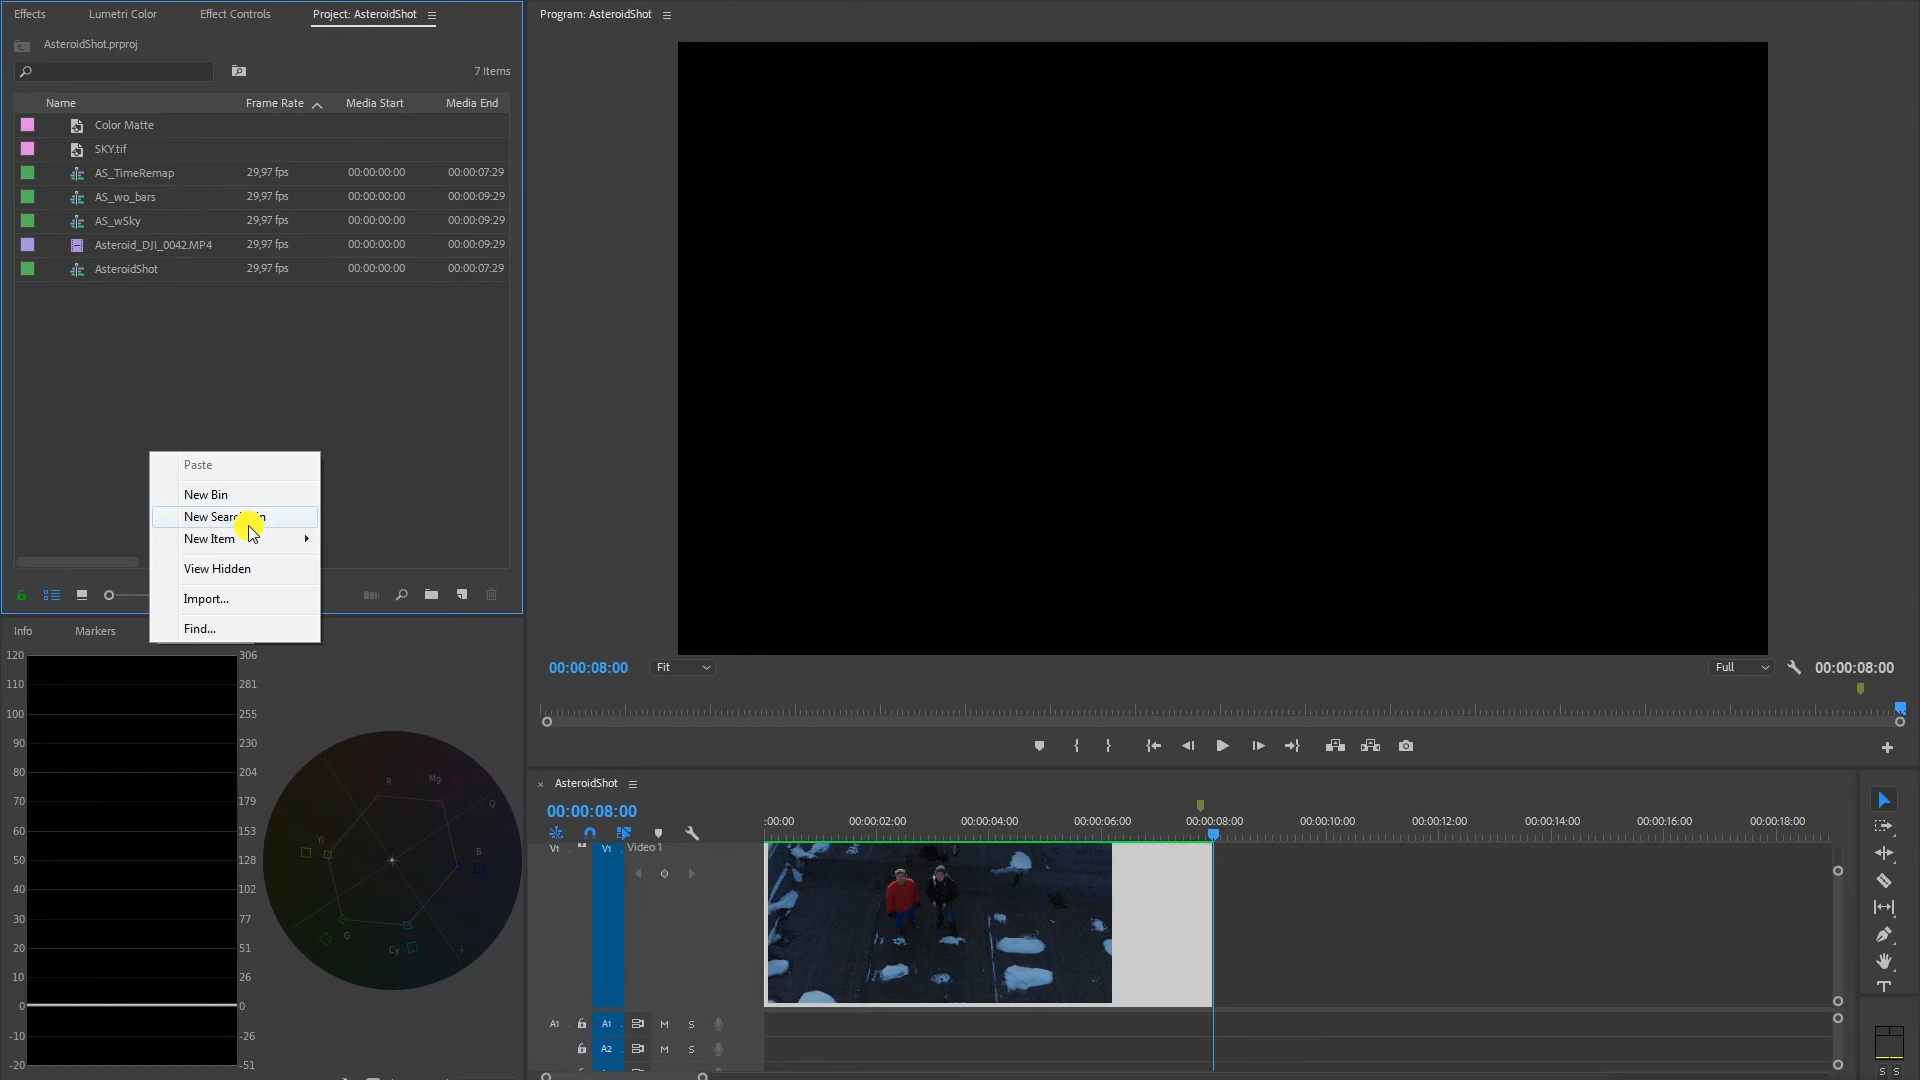 Effects Lumetri Color Effect Controls Project: AsteroidShot
AsteroidShot.prproj
7 Items
Name Frame Rate Media Start Media End
Color Matte
SKY.tif
AS_TimeRemap 29,97 fps 00:00:00:00 00:00:07:29
AS_wo_bars 29,97 fps 00:00:00:00 00:00:09:29
AS_wSky 29,97 fps 00:00:00:00 00:00:09:29
Asteroid_DJI_0042.MP4 29,97 fps 00:00:00:00 00:00:09:29
AsteroidShot 29,97 fps 00:00:00:00 00:00:07:29
Paste
New Bin
New Sear
New Item
View Hidden
Import...
Find...
Info Markers
120 306
110 281
100 255
90 230
80 204
70 179
60 153
50 128
40 102
30 77
20 51
10 26
0 0
-10 -26
-20 -51
R Mg Q
Yl B
G Cy -I
Program: AsteroidShot
00:00:08:00 Fit Full 00:00:08:00
AsteroidShot
00:00:08:00
:00:00 00:00:02:00 00:00:04:00 00:00:06:00 00:00:08:00 00:00:10:00 00:00:12:00 00:00:14:00 00:00:16:00 00:00:18:00
V1 V1 Video 1
A1 A1 M S
A2 M S
S S